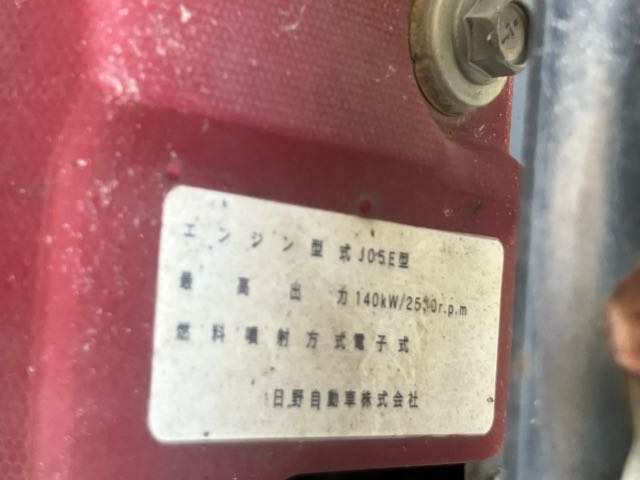 エンジン型式J05E型
最高出力140kW/2500r.p.m
燃料噴射方式電子式
日野自動車株式会社